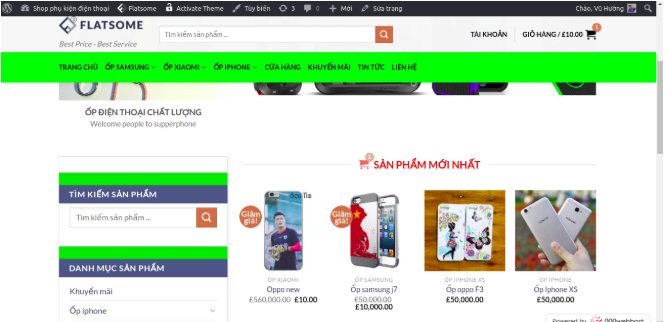 Shop phụ kiện điện thoại Flatsome Activate Theme Tùy biến 3 0 Mới Sửa trang Chào, Vũ Hường
FLATSOME
Best Price - Best Service
Tìm kiếm sản phẩm ...
TÀI KHOẢN GIỎ HÀNG / £10.00 1
TRANG CHỦ ỐP SAMSUNG ỐP XIAOMI ỐP IPHONE CỬA HÀNG KHUYẾN MÃI TIN TỨC LIÊN HỆ
ỐP ĐIỆN THOẠI CHẤT LƯỢNG
Welcome people to supperphone
1 SẢN PHẨM MỚI NHẤT
TÌM KIẾM SẢN PHẨM
Tìm kiếm sản phẩm ...
DANH MỤC SẢN PHẨM
Khuyến mãi
Ốp iphone
Giảm giá!
ỐP XIAOMI
Oppo new
£560,000.00 £10.00
Giảm giá!
ỐP SAMSUNG
Ốp samsung j7
£50,000.00
£10,000.00
ỐP IPHONE XS
Ốp oppo F3
£50,000.00
ỐP IPHONE
Ốp Iphone XS
£50,000.00
Powered by 000webhost